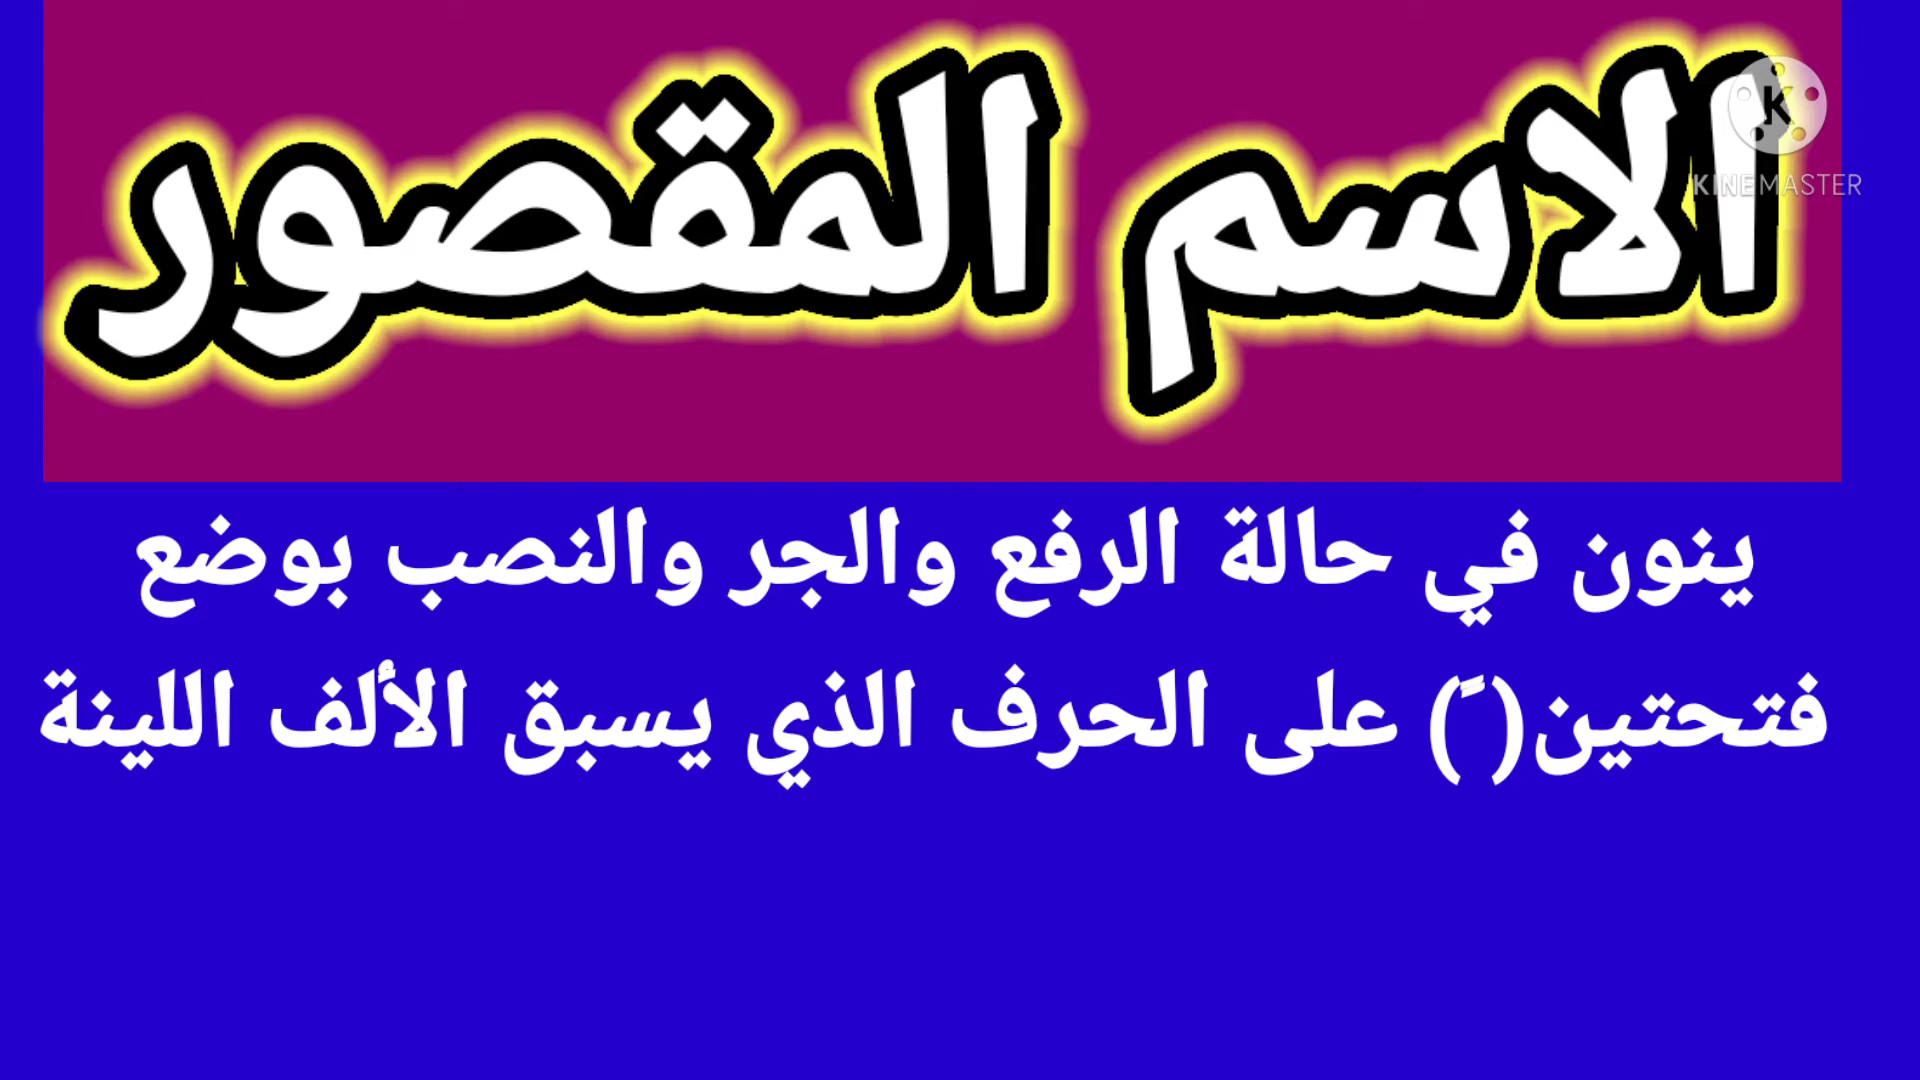 الاسم المقصور
KINEMASTER
ينون في حالة الرفع والجر والنصب بوضع
فتحتين( ً) على الحرف الذي يسبق الألف اللينة